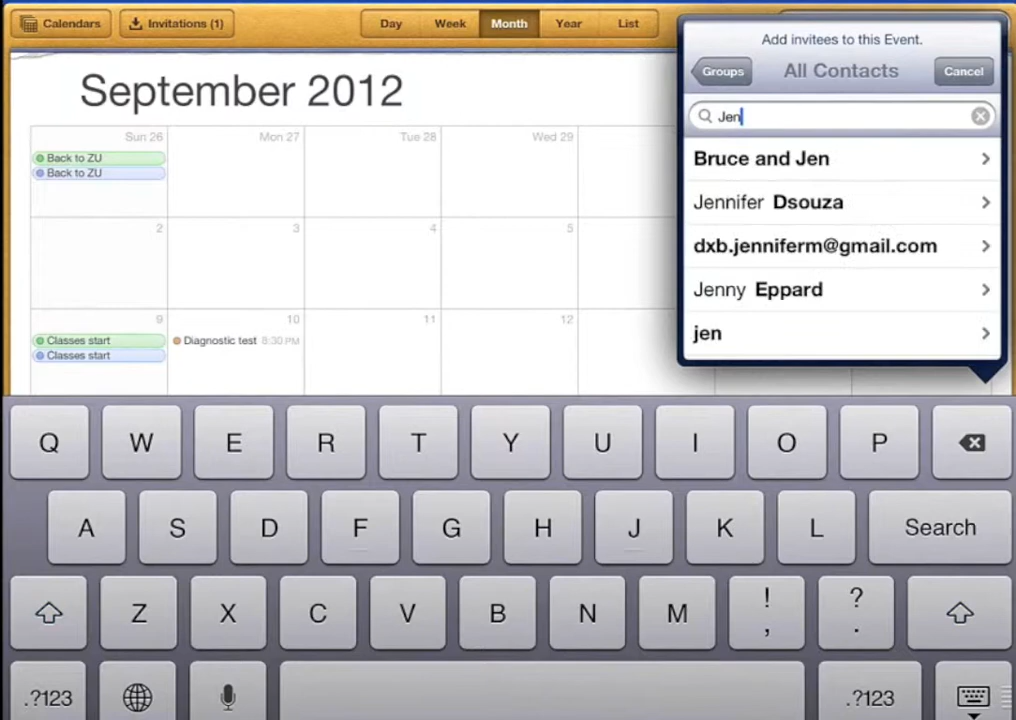 Calendars Invitations (1) Day Week Month Year List
Add invitees to this Event.
Groups All Contacts Cancel
Jen
Bruce and Jen
Jennifer Dsouza
dxb.jenniferm@gmail.com
Jenny Eppard
jen
September 2012
Sun 26 Mon 27 Tue 28 Wed 29
Back to ZU
Back to ZU
2 3 4 5
9 10 11 12
Classes start Diagnostic test 8:30 PM
Classes start
Q W E R T Y U I O P
A S D F G H J K L Search
Z X C V B N M ! , ? .
.?123 .?123